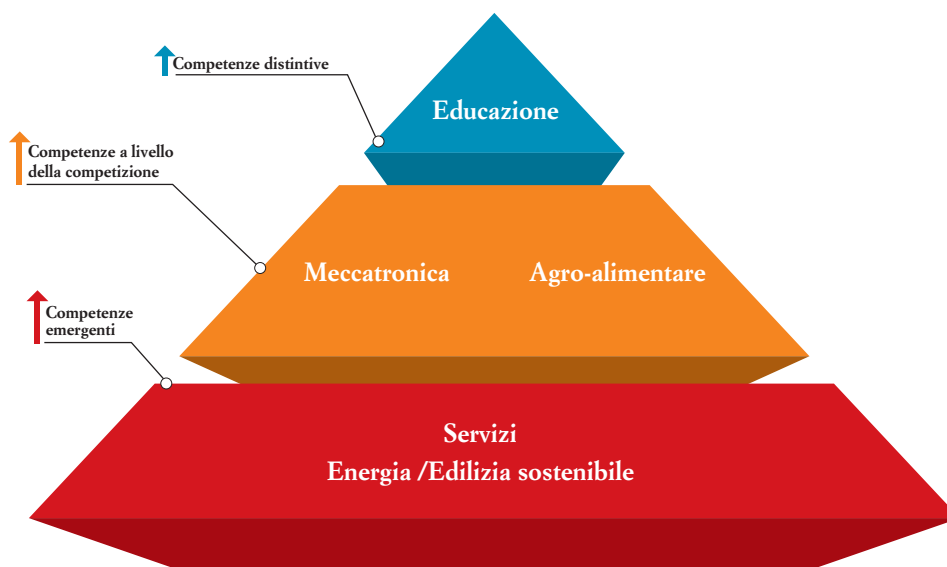 Competenze distintive
Educazione
Competenze a livello
della competizione
Meccatronica
Agro-alimentare
Competenze
emergenti
Servizi
Energia /Edilizia sostenibile